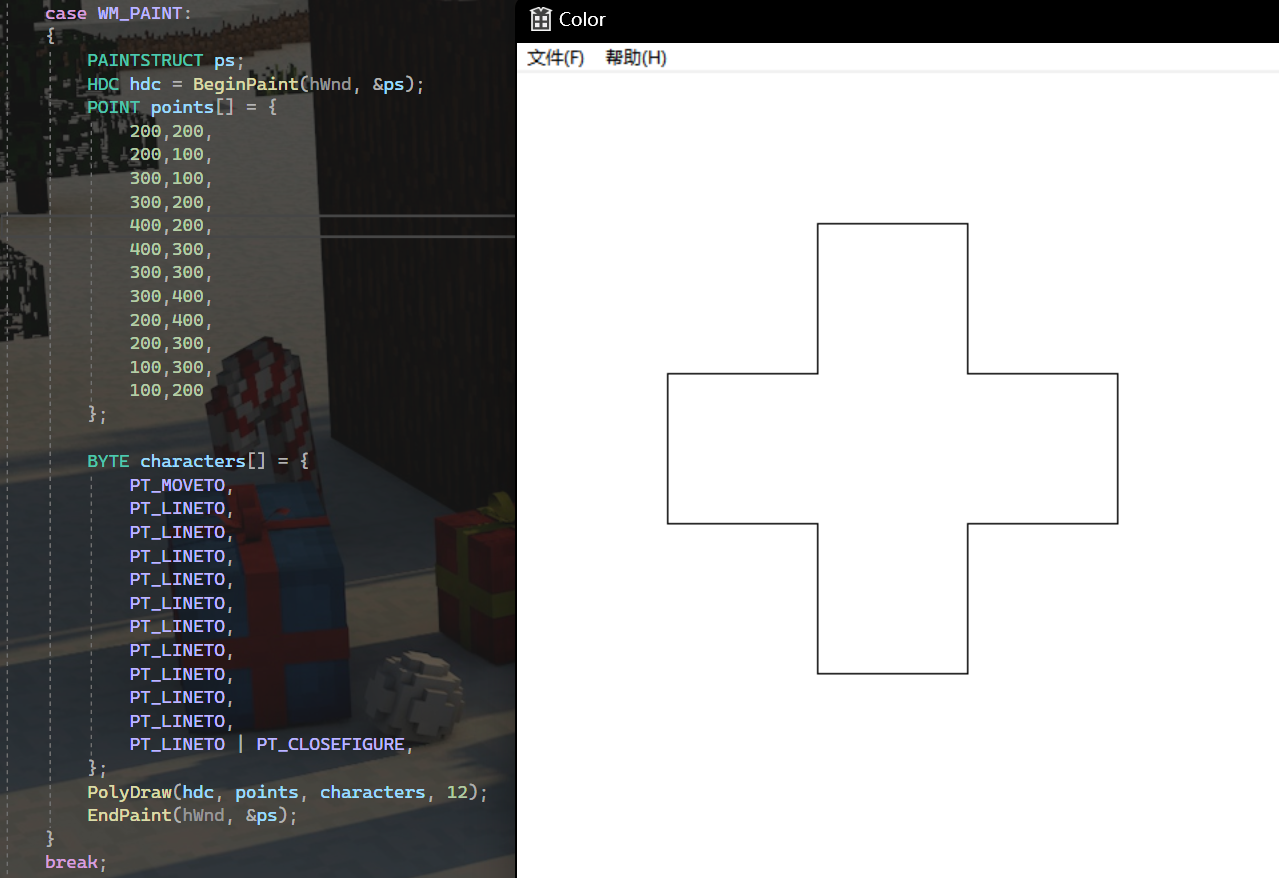 case WM_PAINT:
{
PAINTSTRUCT ps;
HDC hdc = BeginPaint(hWnd, &ps);
POINT points[] = {
200,200,
200,100,
300,100,
300,200,
400,200,
400,300,
300,300,
300,400,
200,400,
200,300,
100,300,
100,200
};
BYTE characters[] = {
PT_MOVETO,
PT_LINETO,
PT_LINETO,
PT_LINETO,
PT_LINETO,
PT_LINETO,
PT_LINETO,
PT_LINETO,
PT_LINETO,
PT_LINETO,
PT_LINETO,
PT_LINETO | PT_CLOSEFIGURE,
};
PolyDraw(hdc, points, characters, 12);
EndPaint(hWnd, &ps);
}
break;
Color
文件(F) 帮助(H)